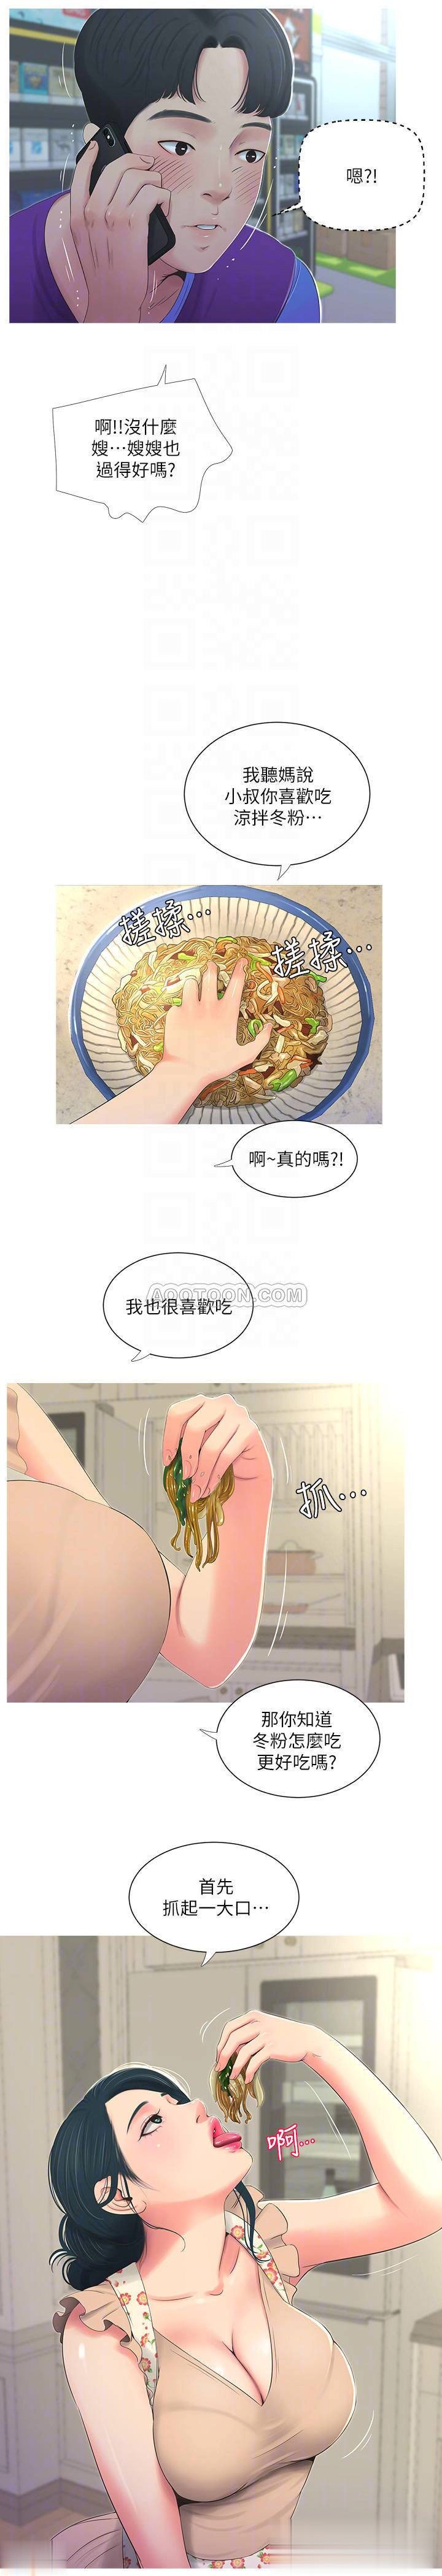 嗯?!
啊!!沒什麼
嫂⋯嫂嫂也
過得好嗎?
我聽媽說
小叔你喜歡吃
涼拌冬粉⋯
搓揉⋯
搓揉⋯
啊~真的嗎?!
AQQTOON.COM
我也很喜歡吃
抓⋯
那你知道
冬粉怎麼吃
更好吃嗎?
首先
抓起一大口⋯
啊⋯